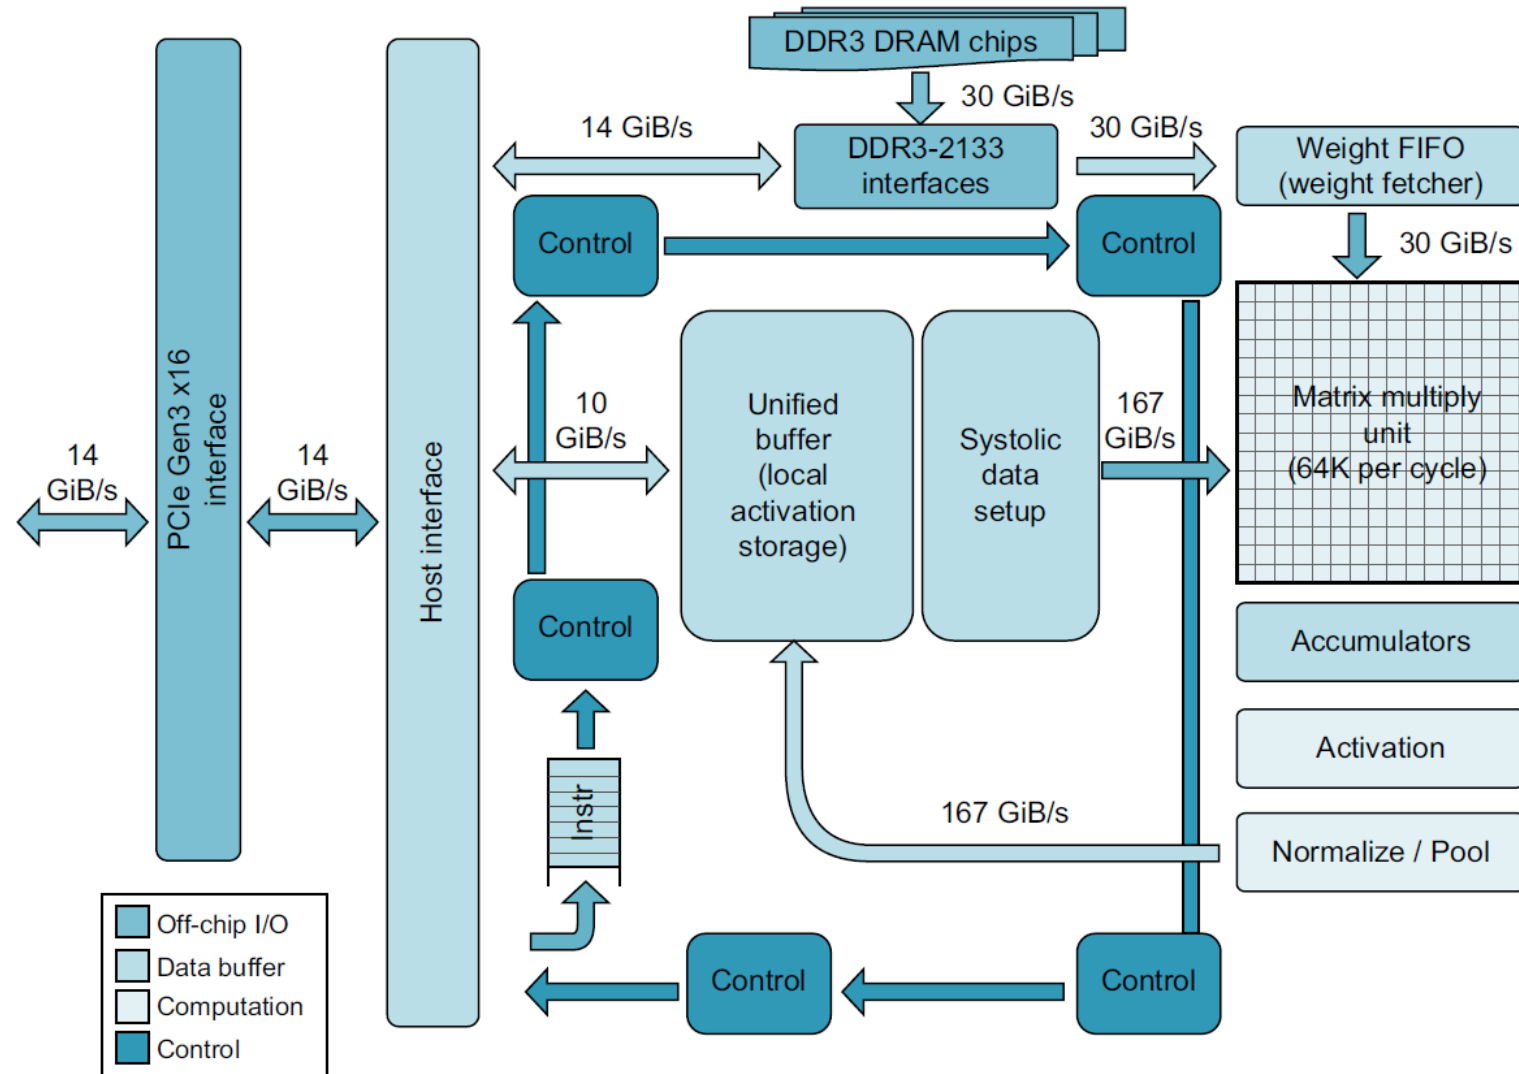 DDR3 DRAM chips
30 GiB/s
14 GiB/s
DDR3-2133
interfaces
30 GiB/s
Weight FIFO
(weight fetcher)
30 GiB/s
Control
Control
PCIe Gen3 x16
interface
14
GiB/s
14
GiB/s
Host interface
10
GiB/s
Unified
buffer
(local
activation
storage)
Systolic
data
setup
167
GiB/s
Matrix multiply
unit
(64K per cycle)
Control
Accumulators
Activation
Instr
167 GiB/s
Normalize / Pool
Control
Control
Off-chip I/O
Data buffer
Computation
Control